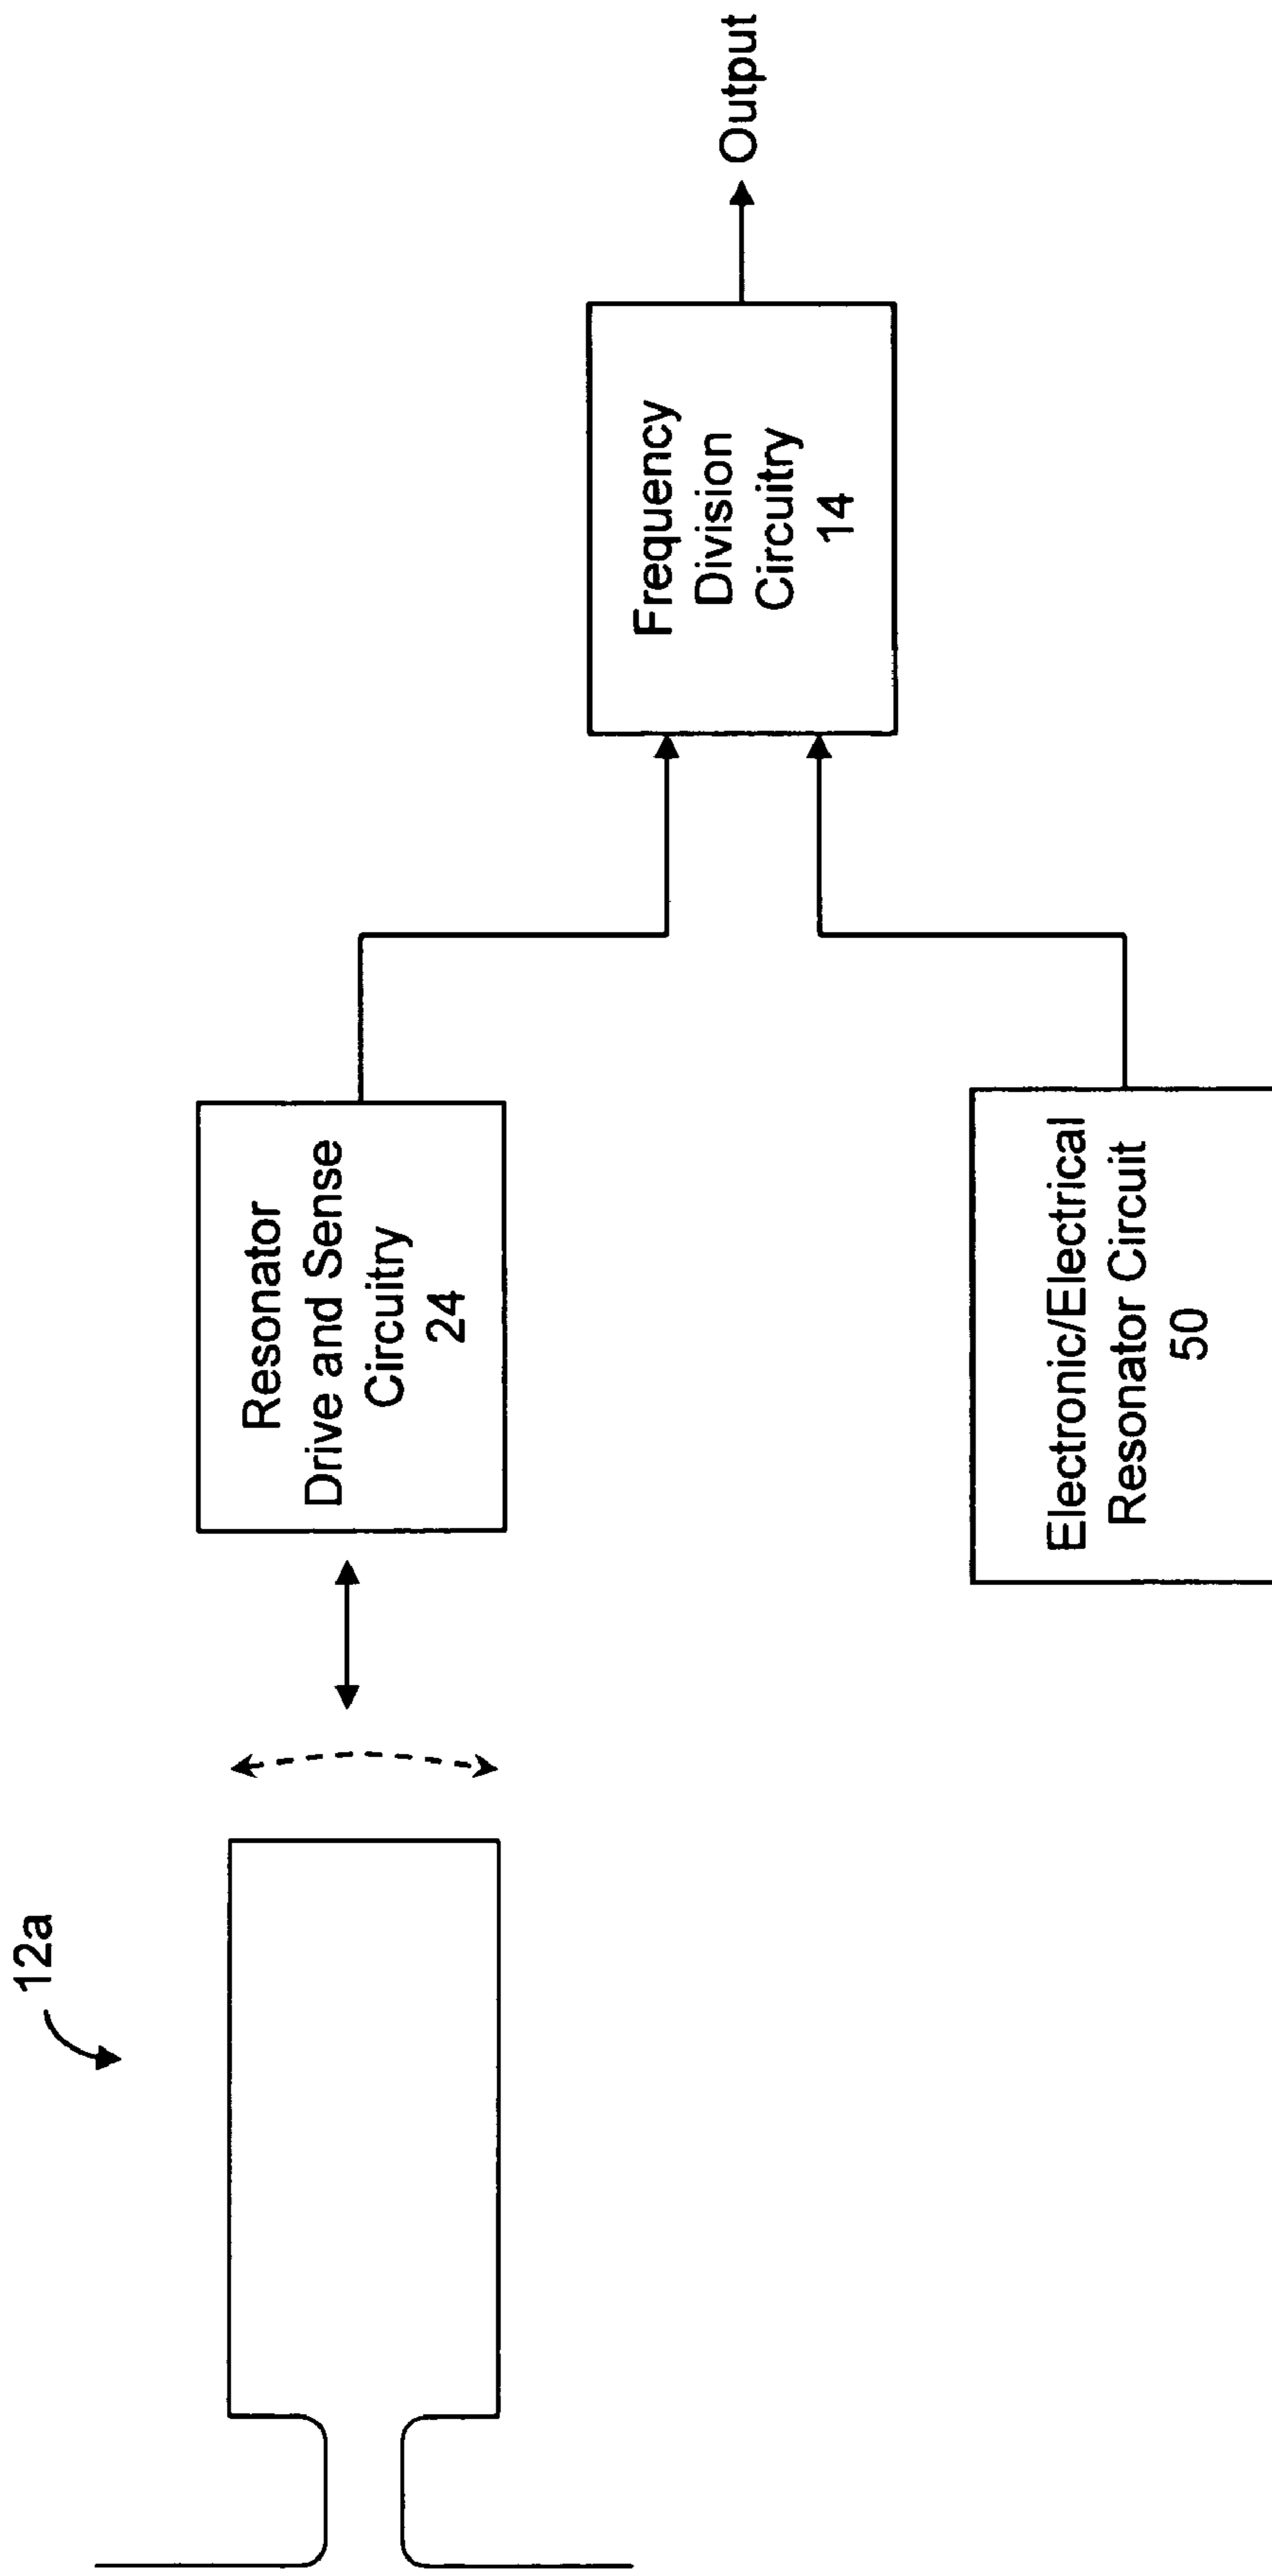 12a
Resonator
Drive and Sense
Circuitry
24
Electronic/Electrical
Resonator Circuit
50
Frequency
Division
Circuitry
14
Output